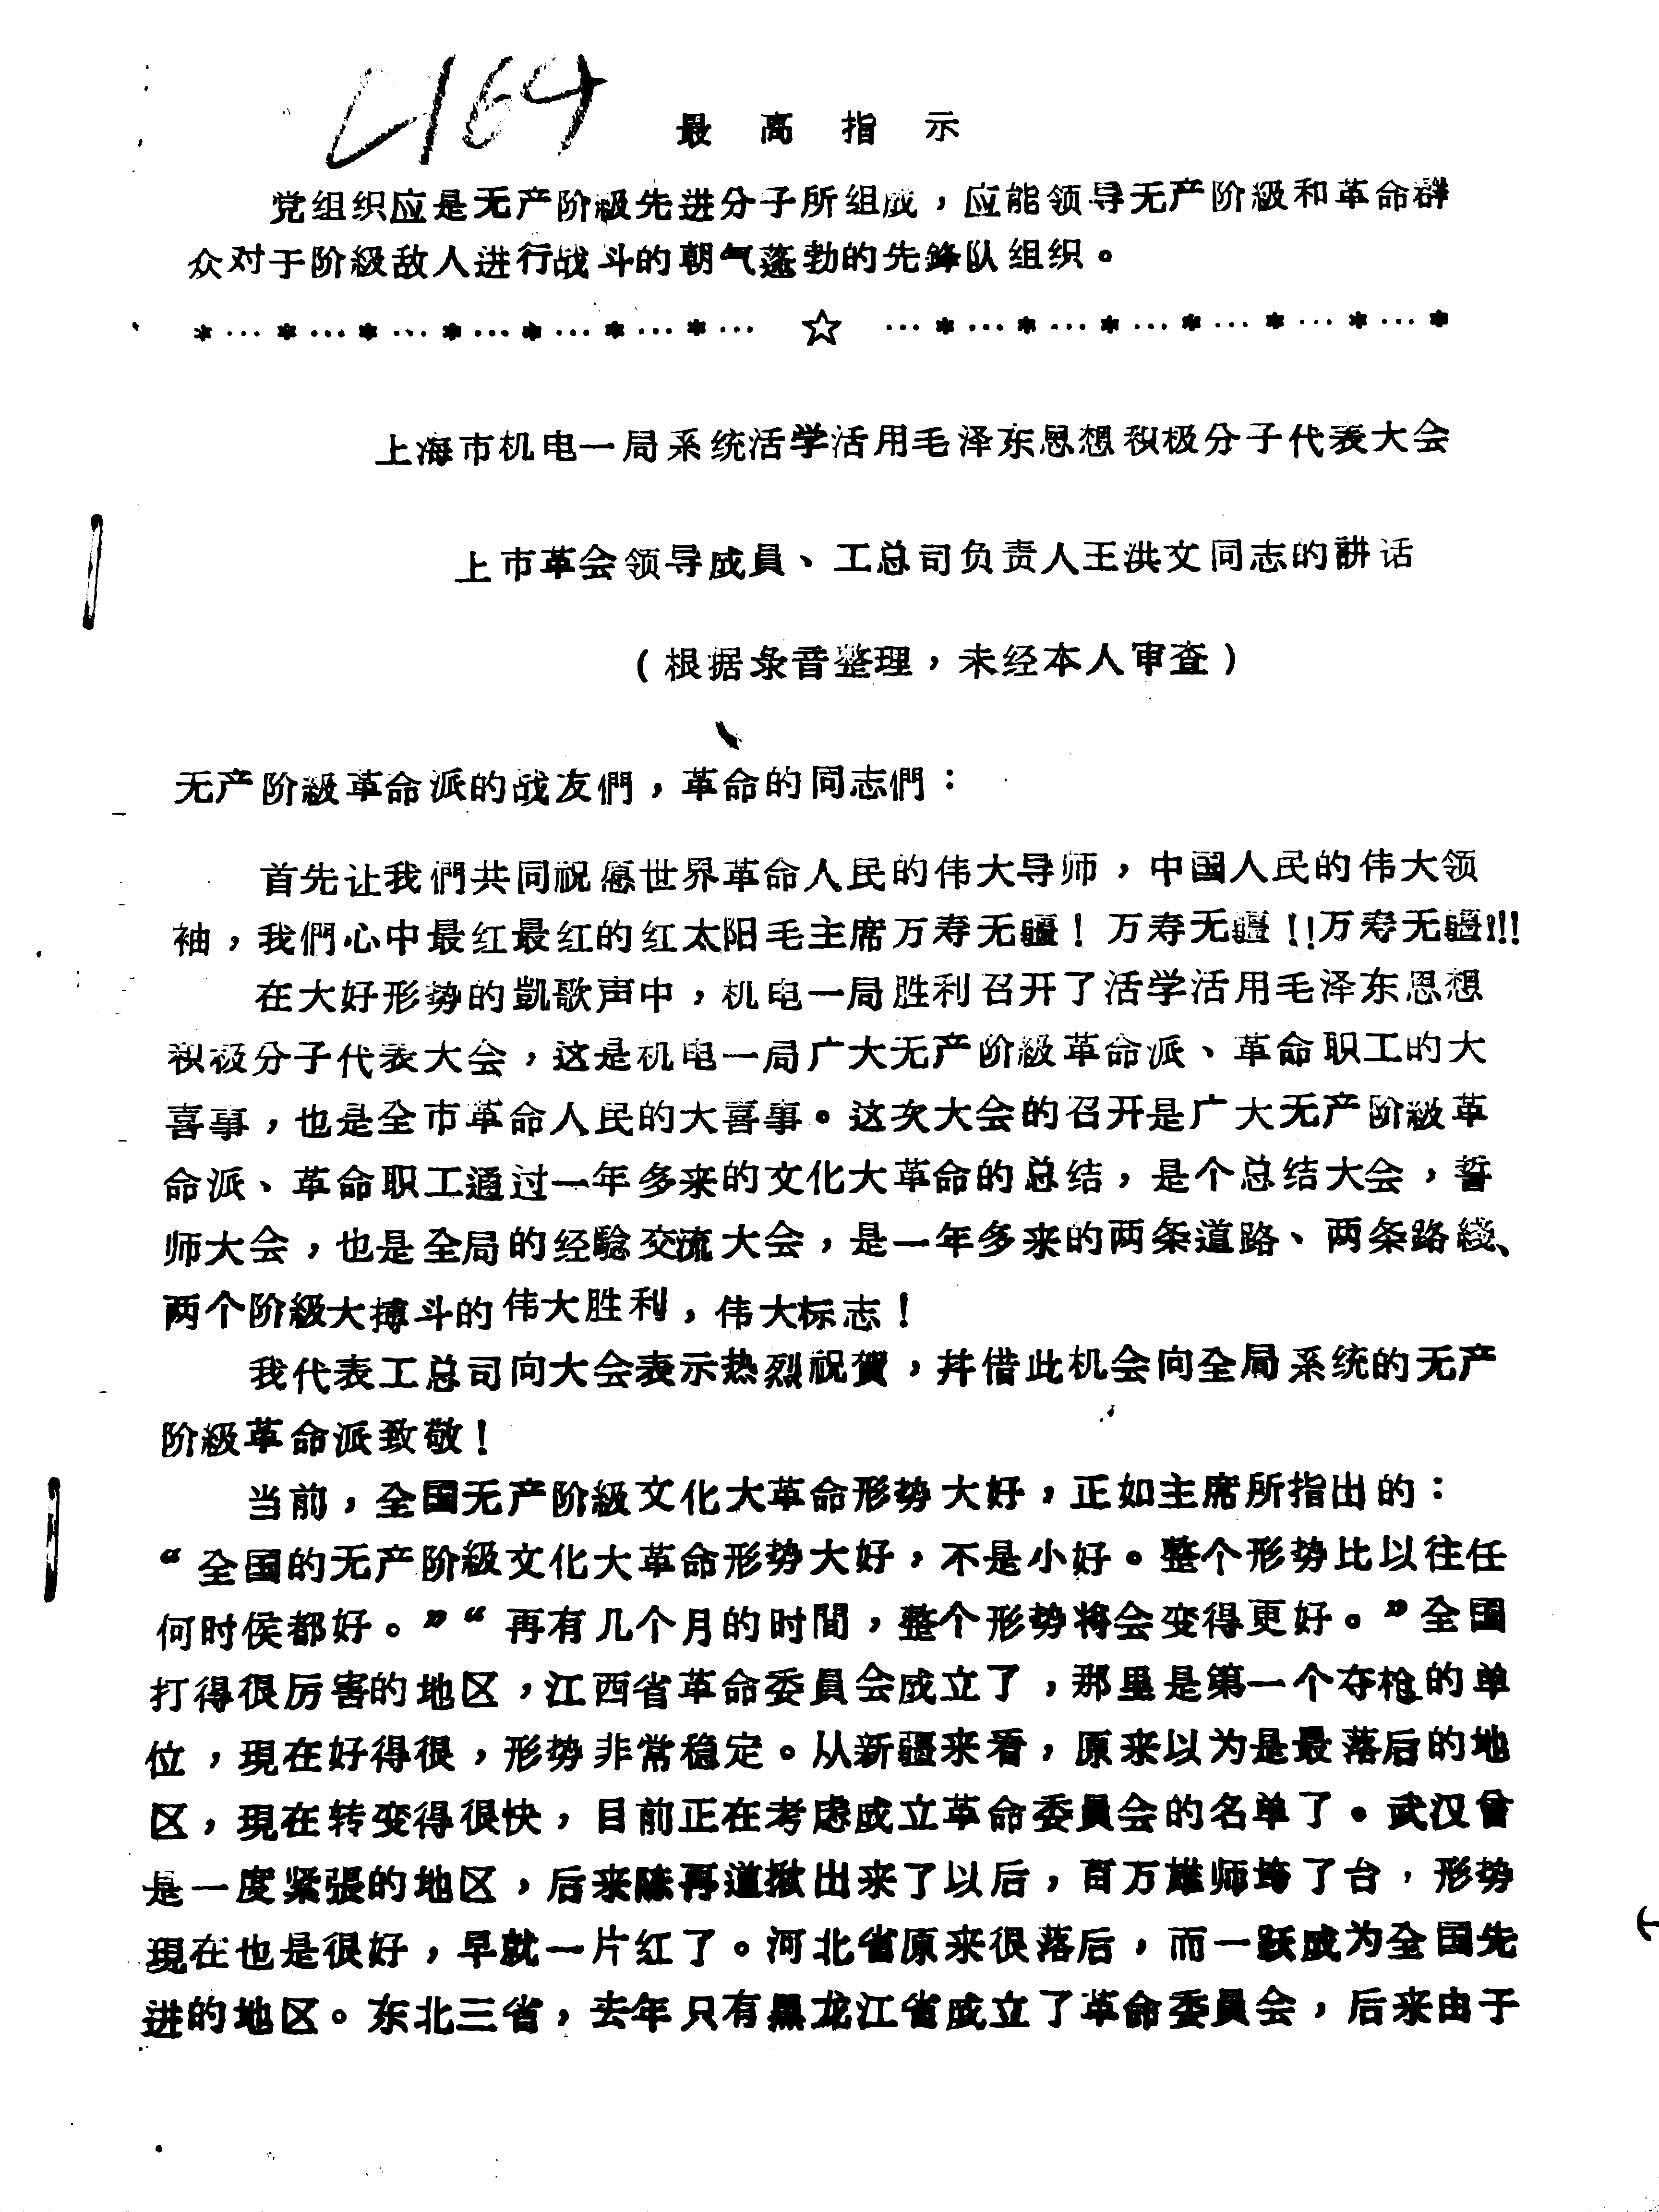 2164
最高指示
党组织应是无产阶級先进分子所组成，应能领导无产阶級和革命群
众对于阶級敌人进行战斗的朝气蓬勃的先鋒队组织。
*…*…*…*…*…*…*… ☆ …*…*…*…*…*…*…*
上海市机电一局系统活学活用毛泽东思想积极分子代表大会
上市革会领导成員、工总司负责人王洪文同志的讲话
(根据录音整理，未经本人审查)
无产阶級革命派的战友們，革命的同志們：
首先让我們共同祝愿世界革命人民的伟大导师，中国人民的伟大领
袖，我們心中最红最红的红太阳毛主席万寿无疆！万寿无疆！！万寿无疆！！！
在大好形势的凱歌声中，机电一局胜利召开了活学活用毛泽东思想
积极分子代表大会，这是机电一局广大无产阶級革命派、革命职工的大
喜事，也是全市革命人民的大喜事。这次大会的召开是广大无产阶級革
命派、革命职工通过一年多来的文化大革命的总结，是个总结大会，誓
师大会，也是全局的经驗交流大会，是一年多来的两条道路、两条路綫、
两个阶級大搏斗的伟大胜利，伟大标志！
我代表工总司向大会表示热烈祝賀，幷借此机会向全局系统的无产
阶級革命派致敬！
当前，全国无产阶級文化大革命形势大好，正如主席所指出的：
“全国的无产阶級文化大革命形势大好，不是小好。整个形势比以往任
何时侯都好。”“再有几个月的时間，整个形势将会变得更好。”全国
打得很厉害的地区，江西省革命委員会成立了，那里是第一个夺枪的单
位，現在好得很，形势非常稳定。从新疆来看，原来以为是最落后的地
区，現在转变得很快，目前正在考虑成立革命委員会的名单了。武汉曾
是一度紧張的地区，后来陈再道揪出来了以后，百万雄师垮了台，形势
現在也是很好，早就一片红了。河北省原来很落后，而一跃成为全国先
进的地区。东北三省，去年只有黑龙江省成立了革命委員会，后来由于